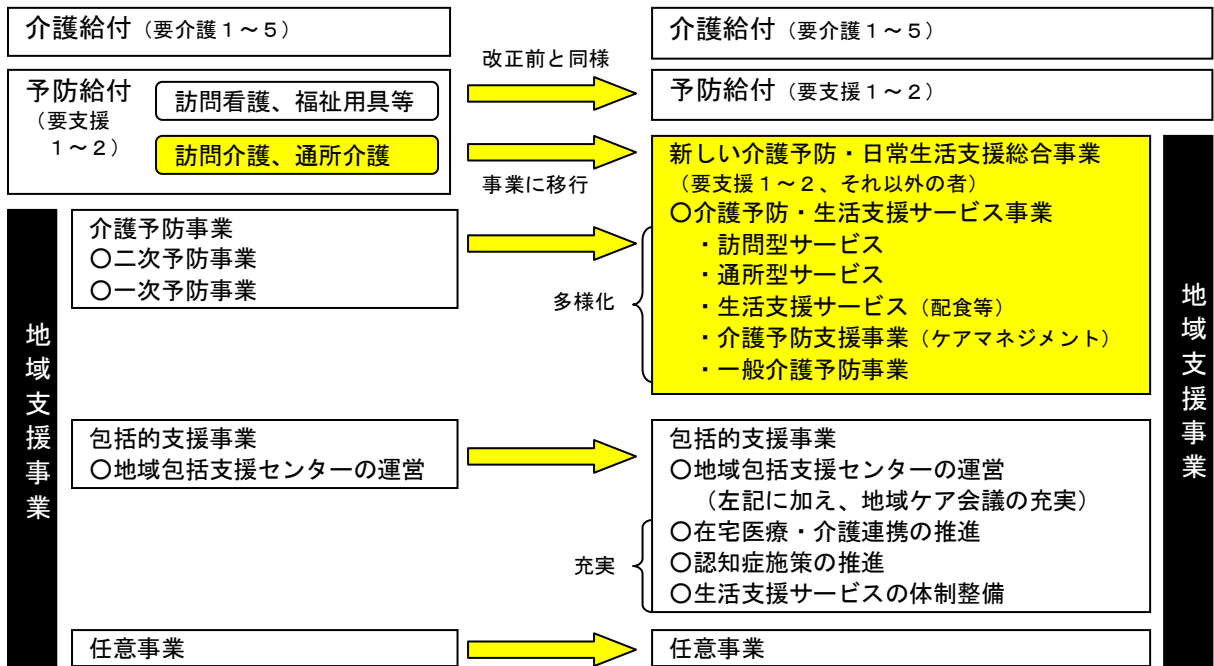 介護給付（要介護１～５）
予防給付
（要支援
１～２）
訪問看護、福祉用具等
訪問介護、通所介護
地域支援事業
介護予防事業
〇二次予防事業
〇一次予防事業
包括的支援事業
〇地域包括支援センターの運営
任意事業
改正前と同様
事業に移行
多様化
充実
介護給付（要介護１～５）
予防給付（要支援１～２）
新しい介護予防・日常生活支援総合事業
（要支援１～２、それ以外の者）
〇介護予防・生活支援サービス事業
・訪問型サービス
・通所型サービス
・生活支援サービス（配食等）
・介護予防支援事業（ケアマネジメント）
・一般介護予防事業
包括的支援事業
〇地域包括支援センターの運営
（左記に加え、地域ケア会議の充実）
〇在宅医療・介護連携の推進
〇認知症施策の推進
〇生活支援サービスの体制整備
任意事業
地域支援事業